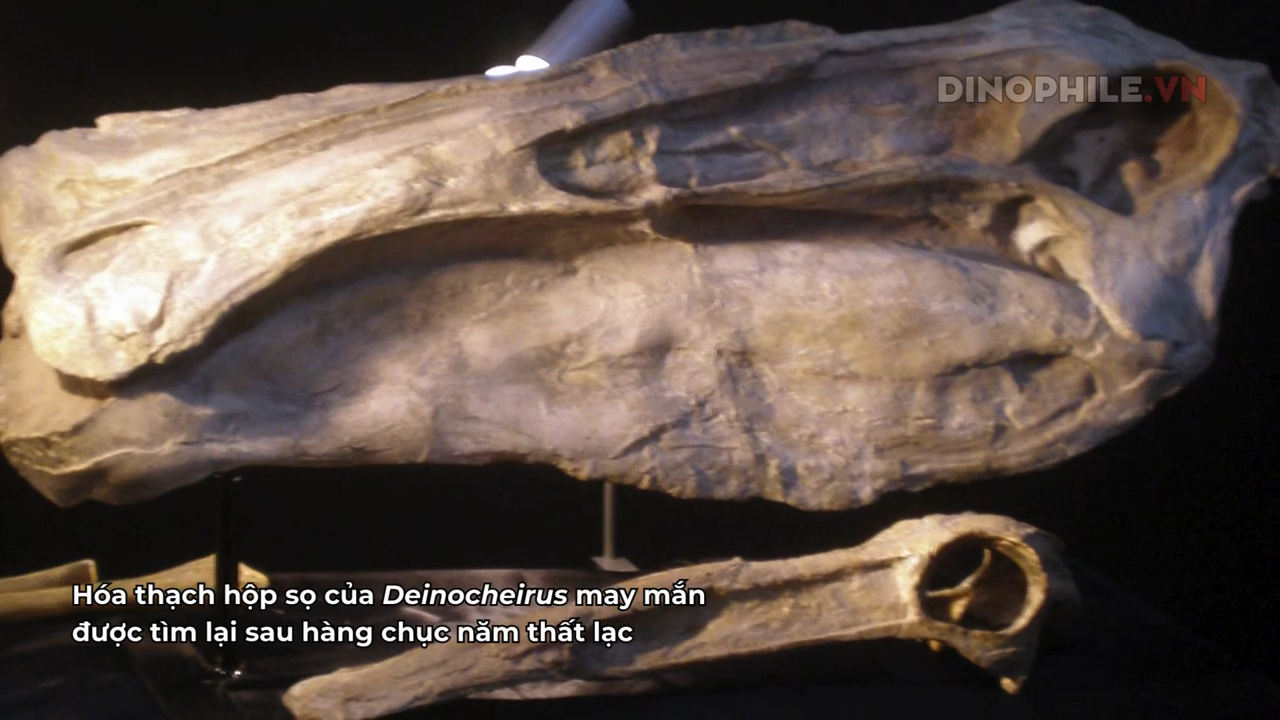 DINOPHILE.VN
Hóa thạch hộp sọ của Deinocheirus may mắn
được tìm lại sau hàng chục năm thất lạc